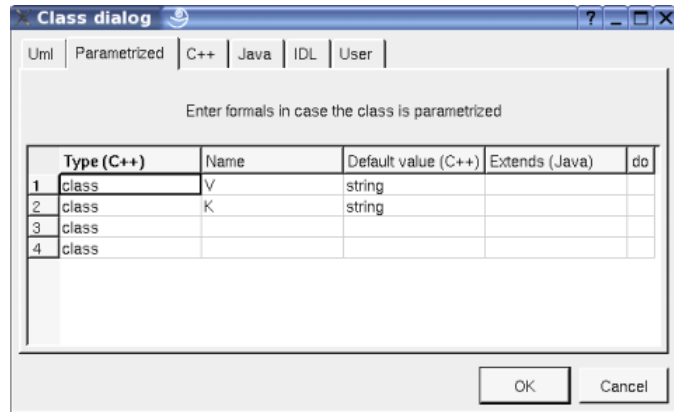 Class dialog ? _ X
Uml Parametrized C++ Java IDL User
Enter formals in case the class is parametrized
Type (C++) Name Default value (C++) Extends (Java) do
1 class V string
2 class K string
3 class
4 class
OK Cancel